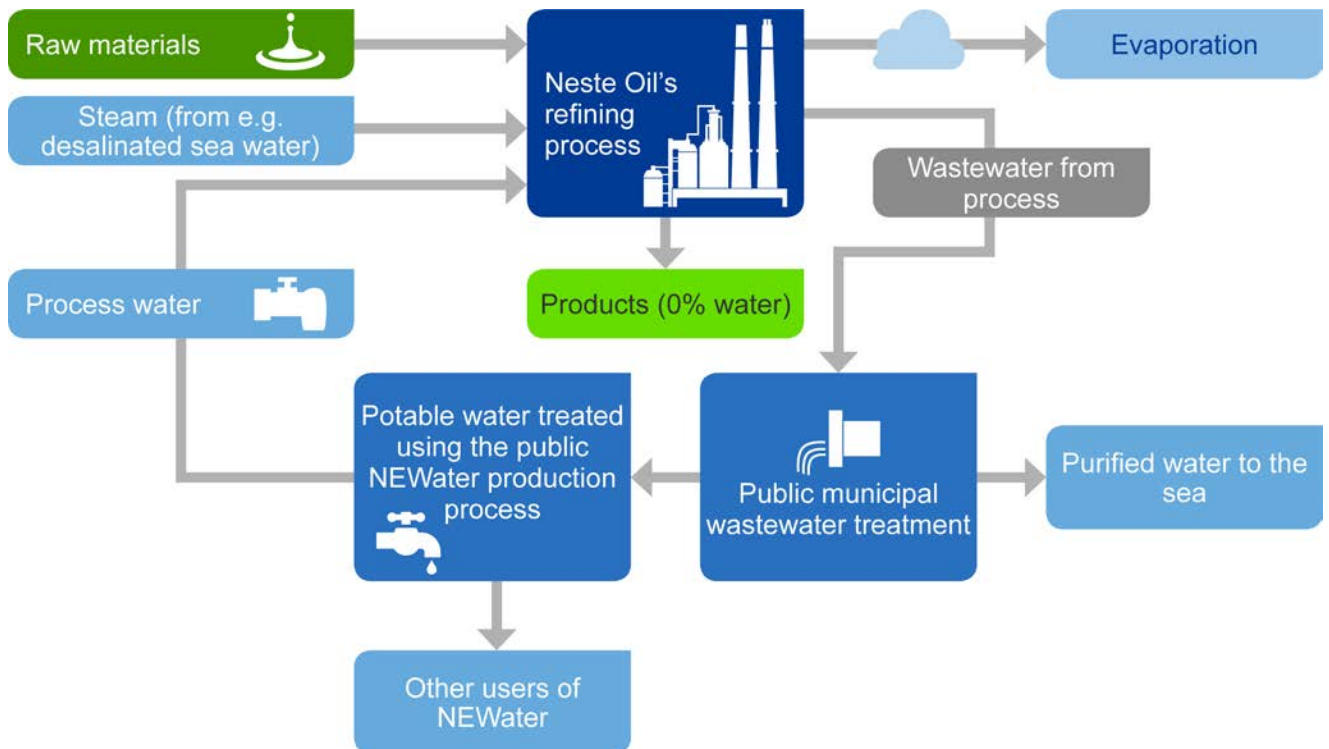 Raw materials
Steam (from e.g.
desalinated sea water)
Process water
Neste Oil’s
refining
process
Evaporation
Wastewater from
process
Products (0% water)
Potable water treated
using the public
NEWater production
process
Public municipal
wastewater treatment
Purified water to the
sea
Other users of
NEWater